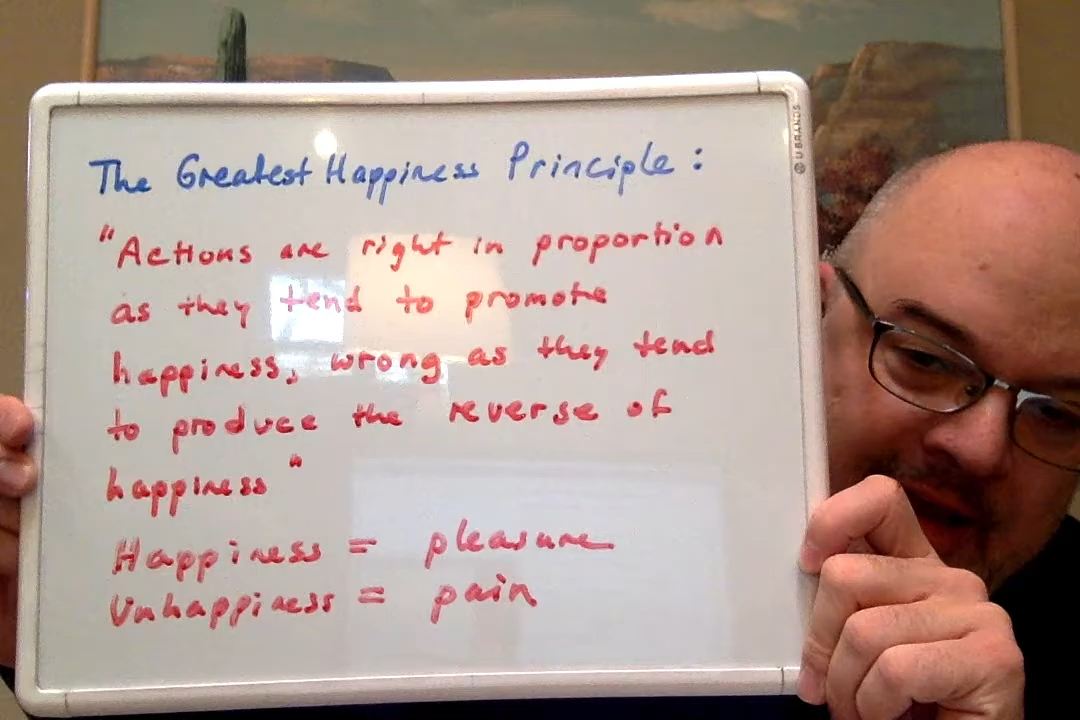 The Greatest Happiness Principle:
"Actions are right in proportion
as they tend to promote
happiness, wrong as they tend
to produce the reverse of
happiness"
Happiness = pleasure
Unhappiness = pain
© U BRANDS